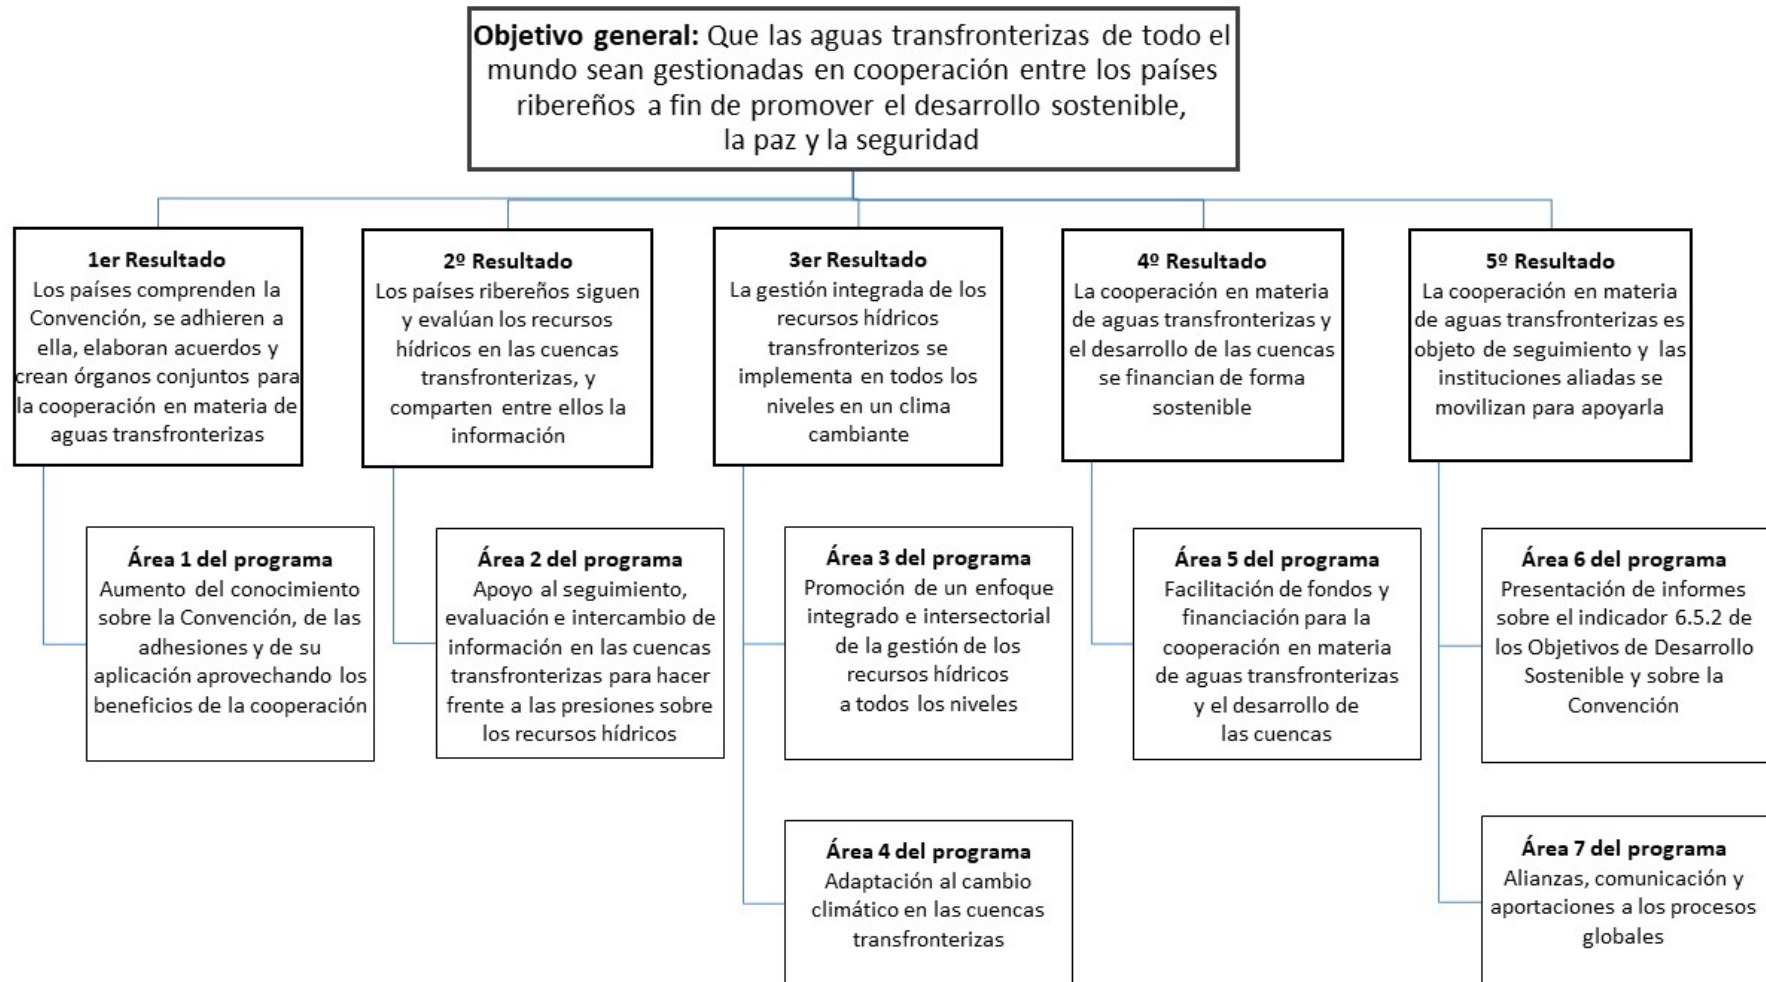 Objetivo general: Que las aguas transfronterizas de todo el
mundo sean gestionadas en cooperación entre los países
ribereños a fin de promover el desarrollo sostenible,
la paz y la seguridad
1er Resultado
Los países comprenden la
Convención, se adhieren a
ella, elaboran acuerdos y
crean órganos conjuntos para
la cooperación en materia de
aguas transfronterizas
2º Resultado
Los países ribereños siguen
y evalúan los recursos
hídricos en las cuencas
transfronterizas, y
comparten entre ellos la
información
3er Resultado
La gestión integrada de los
recursos hídricos
transfronterizos se
implementa en todos los
niveles en un clima
cambiante
4º Resultado
La cooperación en materia
de aguas transfronterizas y
el desarrollo de las cuencas
se financian de forma
sostenible
5º Resultado
La cooperación en materia
de aguas transfronterizas es
objeto de seguimiento y las
instituciones aliadas se
movilizan para apoyarla
Área 1 del programa
Aumento del conocimiento
sobre la Convención, de las
adhesiones y de su
aplicación aprovechando los
beneficios de la cooperación
Área 2 del programa
Apoyo al seguimiento,
evaluación e intercambio de
información en las cuencas
transfronterizas para hacer
frente a las presiones sobre
los recursos hídricos
Área 3 del programa
Promoción de un enfoque
integrado e intersectorial
de la gestión de los
recursos hídricos
a todos los niveles
Área 5 del programa
Facilitación de fondos y
financiación para la
cooperación en materia
de aguas transfronterizas
y el desarrollo de
las cuencas
Área 6 del programa
Presentación de informes
sobre el indicador 6.5.2 de
los Objetivos de Desarrollo
Sostenible y sobre la
Convención
Área 4 del programa
Adaptación al cambio
climático en las cuencas
transfronterizas
Área 7 del programa
Alianzas, comunicación y
aportaciones a los procesos
globales